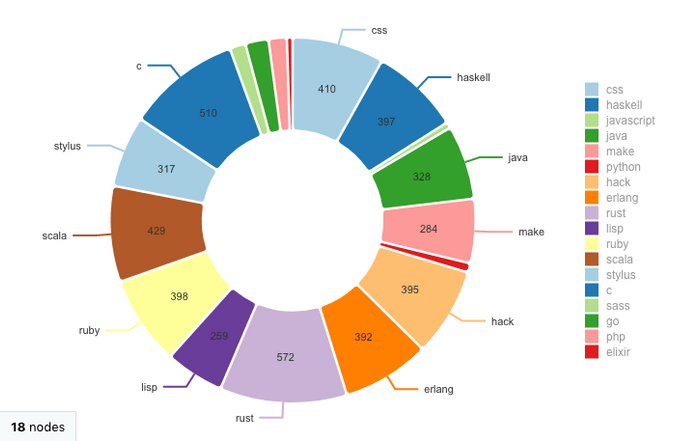 css
haskell
java
make
hack
erlang
rust
lisp
ruby
scala
stylus
c
410
397
328
284
395
392
572
259
398
429
317
510
css
haskell
javascript
java
make
python
hack
erlang
rust
lisp
ruby
scala
stylus
c
sass
go
php
elixir
18 nodes